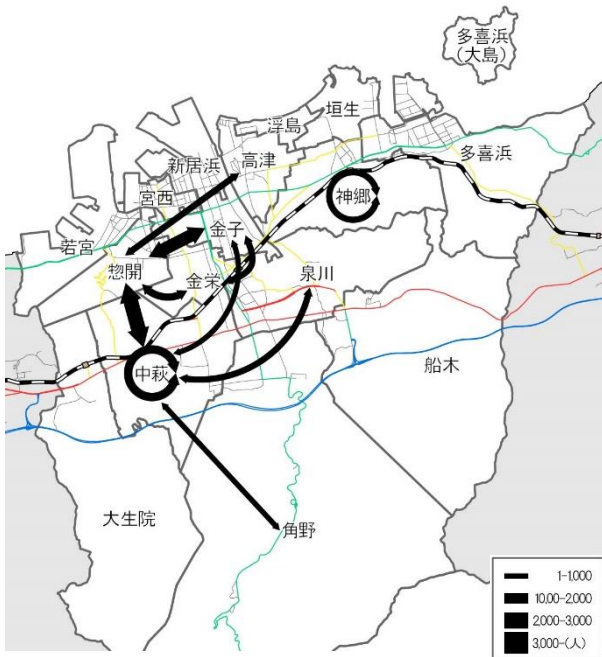 多喜浜
(大島)
垣生
浮島
多喜浜
新居浜
高津
宮西
神郷
金子
若宮
惣開
金栄
泉川
船木
中萩
大生院
角野
1-1,000
10,00-2,000
2,000-3,000
3,000-(人)